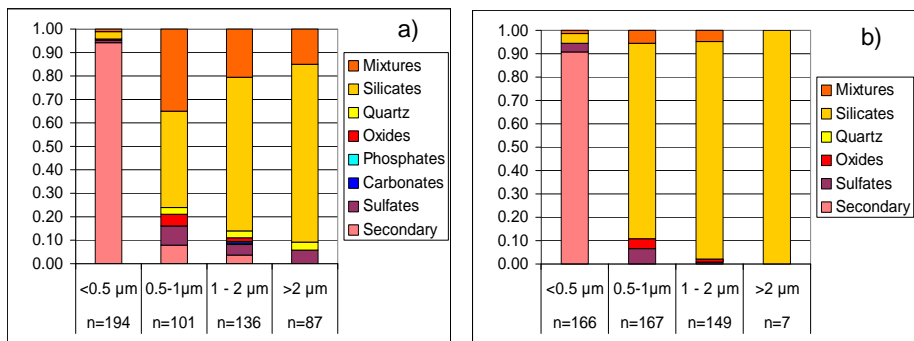 a)
1.00
0.90
0.80
0.70
0.60
0.50
0.40
0.30
0.20
0.10
0.00
<0.5 µm 0.5-1µm 1 - 2 µm >2 µm
n=194 n=101 n=136 n=87
Mixtures
Silicates
Quartz
Oxides
Phosphates
Carbonates
Sulfates
Secondary
b)
1.00
0.90
0.80
0.70
0.60
0.50
0.40
0.30
0.20
0.10
0.00
<0.5 µm 0.5-1µm 1 - 2 µm >2 µm
n=166 n=167 n=149 n=7
Mixtures
Silicates
Quartz
Oxides
Sulfates
Secondary